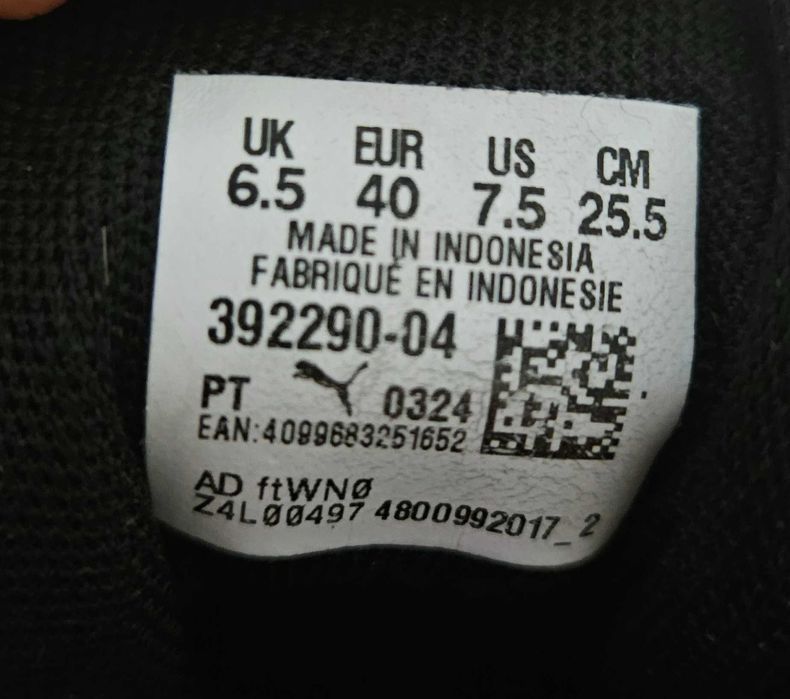 UK EUR US CM
6.5 40 7.5 25.5
MADE IN INDONESIA
FABRIQUÉ EN INDONESIE
392290-04
PT 0324
EAN:4099683251652
AD ftWNØ
Z4LØØ497 4800992017_2